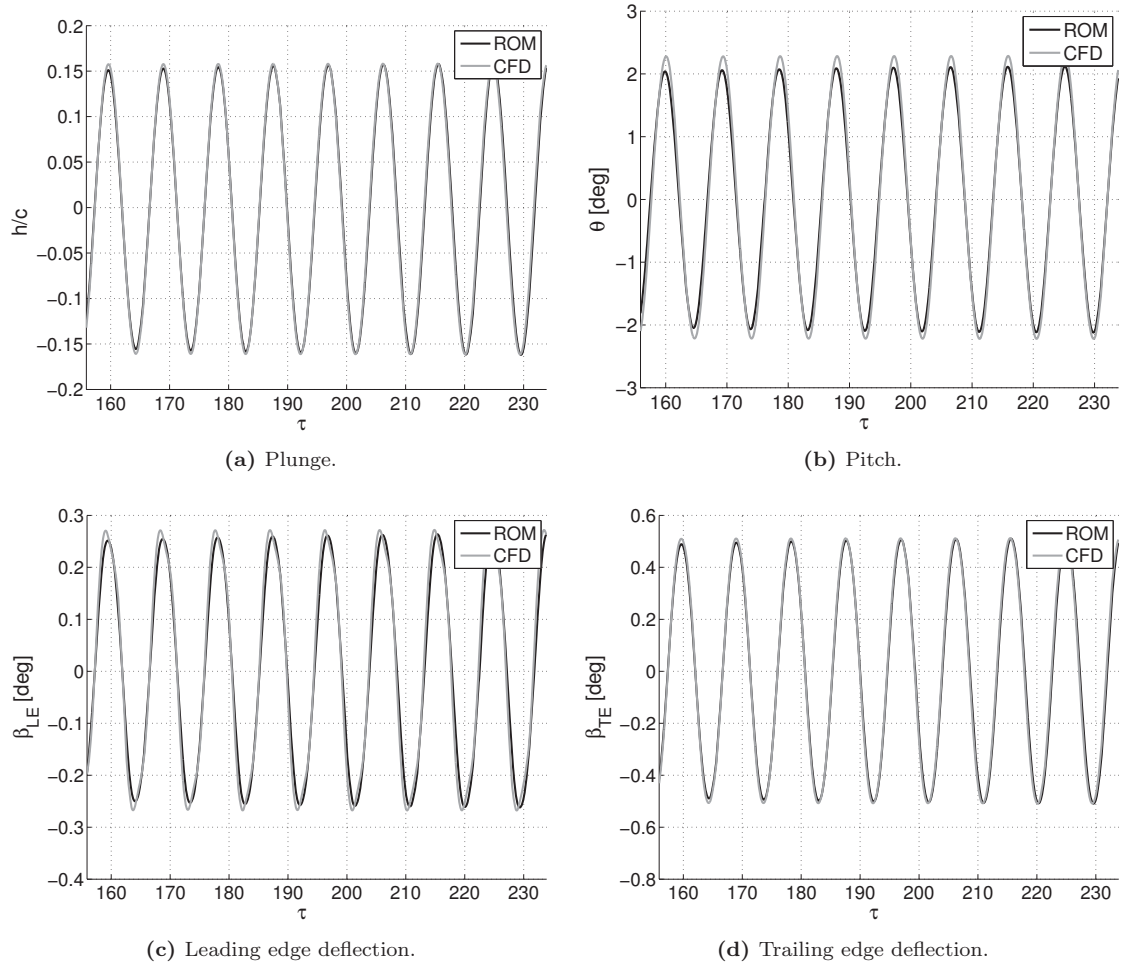 0.2
0.15
0.1
0.05
0
−0.05
−0.1
−0.15
−0.2
h/c
160 170 180 190 200 210 220 230
τ
ROM
CFD
(a) Plunge.
3
2
1
0
−1
−2
−3
θ [deg]
160 170 180 190 200 210 220 230
τ
ROM
CFD
(b) Pitch.
0.3
0.2
0.1
0
−0.1
−0.2
−0.3
−0.4
β_LE [deg]
160 170 180 190 200 210 220 230
τ
ROM
CFD
(c) Leading edge deflection.
0.6
0.4
0.2
0
−0.2
−0.4
−0.6
−0.8
β_TE [deg]
160 170 180 190 200 210 220 230
τ
ROM
CFD
(d) Trailing edge deflection.